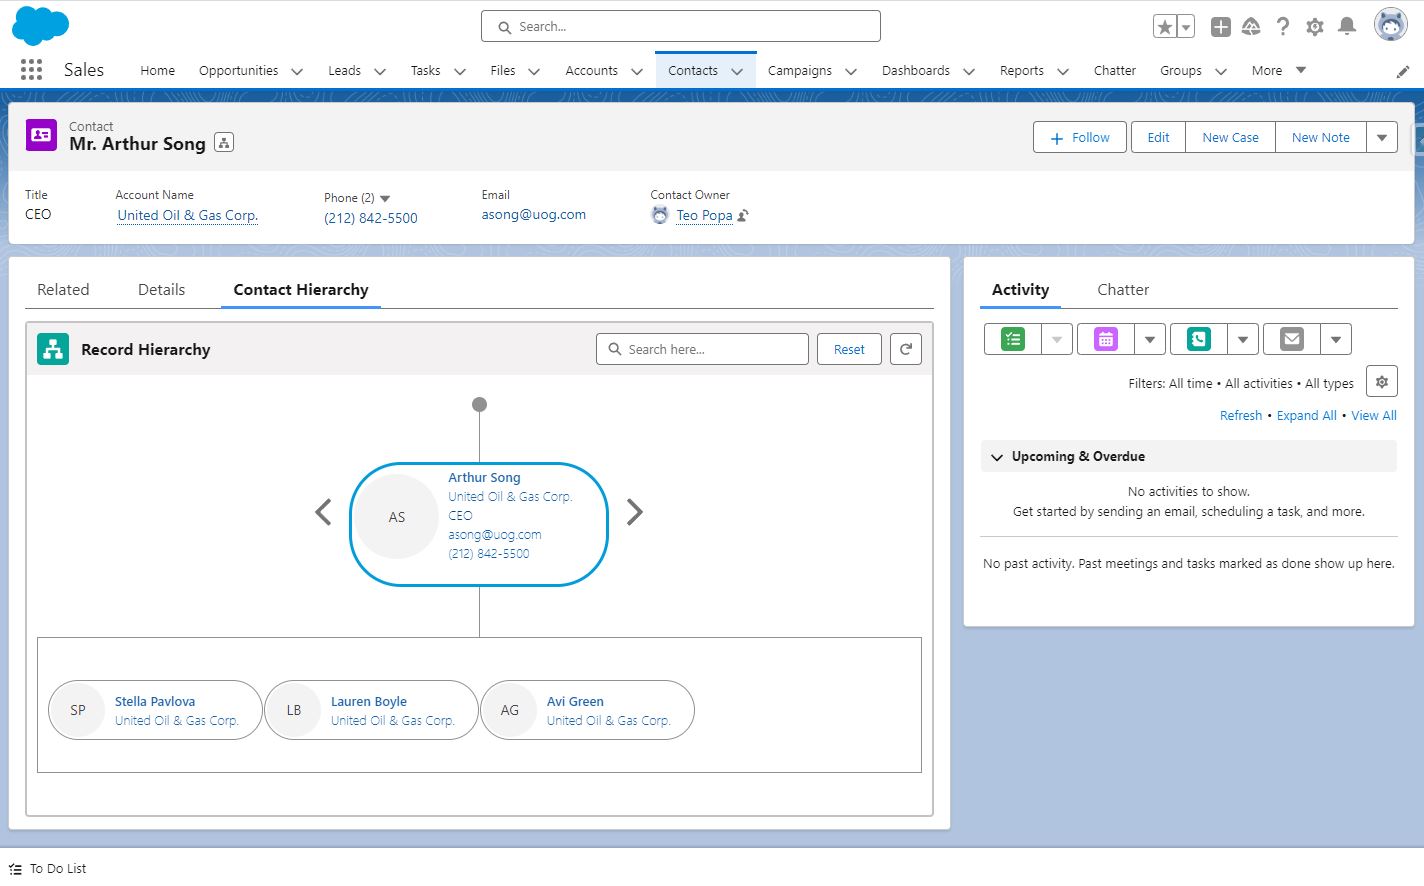 Search...
Sales
Home
Opportunities
Leads
Tasks
Files
Accounts
Contacts
Campaigns
Dashboards
Reports
Chatter
Groups
More
Contact
Mr. Arthur Song
Follow
Edit
New Case
New Note
Title
CEO
Account Name
United Oil & Gas Corp.
Phone (2)
(212) 842-5500
Email
asong@uog.com
Contact Owner
Teo Popa
Related
Details
Contact Hierarchy
Record Hierarchy
Search here...
Reset
AS
Arthur Song
United Oil & Gas Corp.
CEO
asong@uog.com
(212) 842-5500
SP
Stella Pavlova
United Oil & Gas Corp.
LB
Lauren Boyle
United Oil & Gas Corp.
AG
Avi Green
United Oil & Gas Corp.
Activity
Chatter
Filters: All time • All activities • All types
Refresh • Expand All • View All
Upcoming & Overdue
No activities to show.
Get started by sending an email, scheduling a task, and more.
No past activity. Past meetings and tasks marked as done show up here.
To Do List